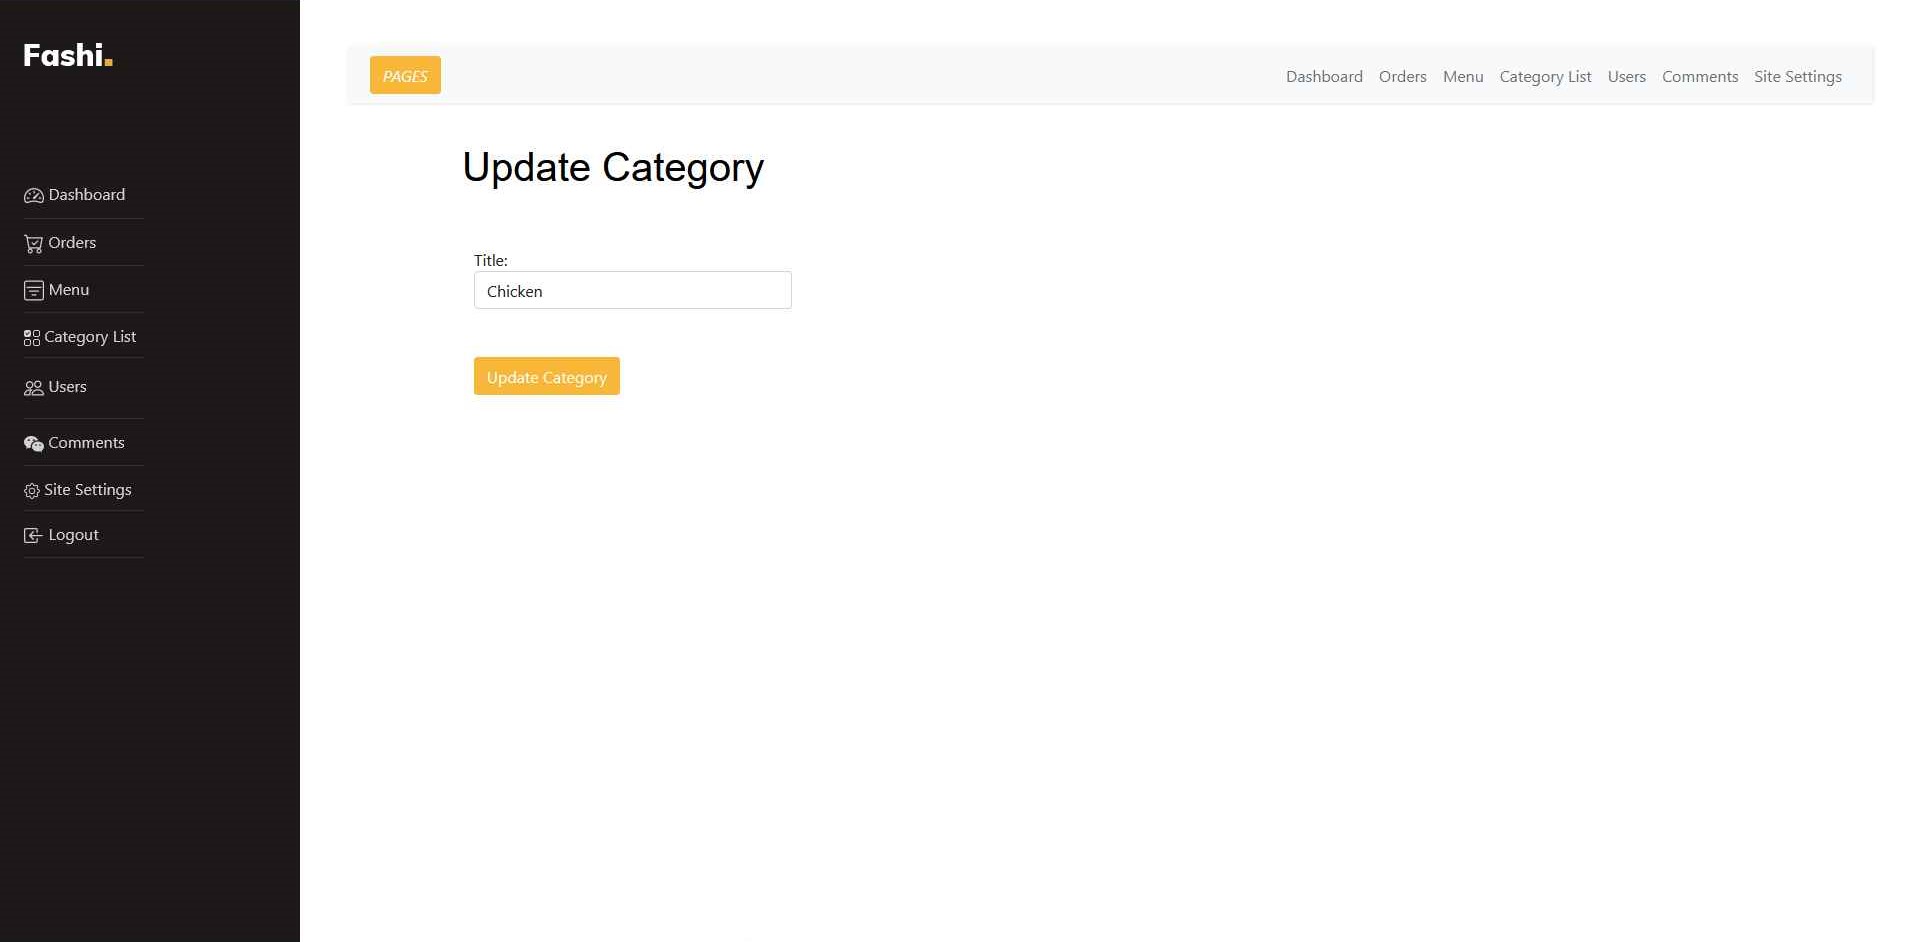 Fashi.
Dashboard
Orders
Menu
Category List
Users
Comments
Site Settings
Logout
PAGES
Dashboard Orders Menu Category List Users Comments Site Settings
Update Category
Title:
Chicken
Update Category